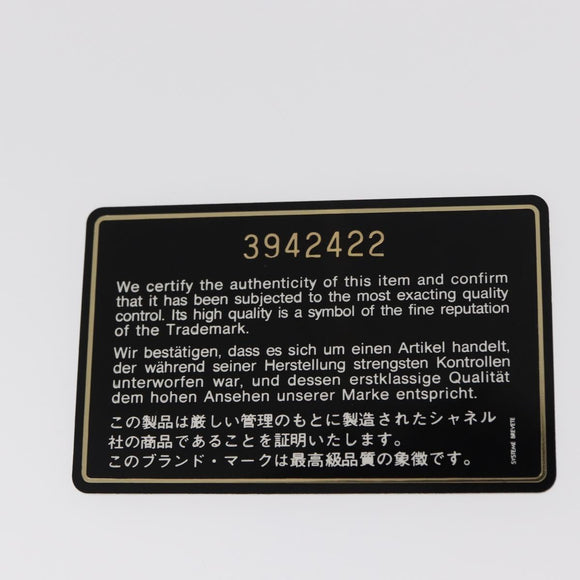 3942422
We certify the authenticity of this item and confirm
that it has been subjected to the most exacting quality
control. Its high quality is a symbol of the fine reputation
of the Trademark.
Wir bestätigen, dass es sich um einen Artikel handelt,
der während seiner Herstellung strengsten Kontrollen
unterworfen war, und dessen erstklassige Qualität
dem hohen Ansehen unserer Marke entspricht.
この製品は厳しい管理のもとに製造されたシャネル
社の商品であることを証明いたします。
このブランド・マークは最高級品質の象徴です。
SYSTEME BREVETE